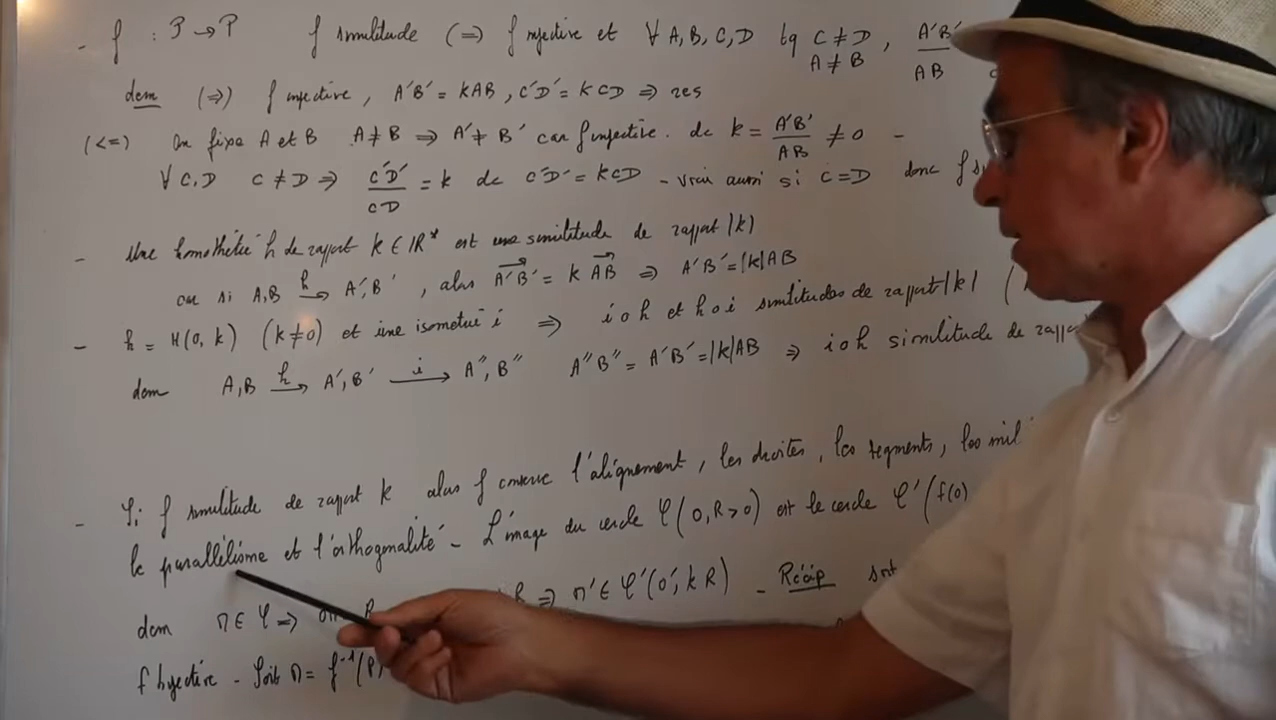 - f : P → P f similitude (=) f injective et ∀ A, B, C, D tq C ≠ D, A'B'
A ≠ B AB
dem (=>) f injective, A'B' = kAB, C'D' = k CD => res
(<=) On fixe A et B A ≠ B => A' ≠ B' car f injective. dc k = A'B'/AB ≠ 0 -
∀ C, D C ≠ D => C'D'/CD = k dc C'D' = kCD - vrai aussi si C = D donc f
- Une homothétie h de rapport k ∈ IR* est une similitude de rapport |k|
car si A, B h→ A', B', alors A'B' = k AB => A'B' = |k| AB
- h = H(O, k) (k ≠ 0) et i une isométrie => i o h et h o i similitudes de rapport |k| (
dem A, B h→ A', B' i→ A'', B'' A''B'' = A'B' = |k| AB => i o h similitude de
- Si f similitude de rapport k alors f conserve l'alignement, les droites, les segments, les mil
le parallélisme et l'orthogonalité - L'image du cercle C(O, R > 0) est le cercle C'(f(O)
dem M ∈ C => => M' ∈ C'(O', kR) - Récip
f bijective - Soit M = f⁻¹(P)